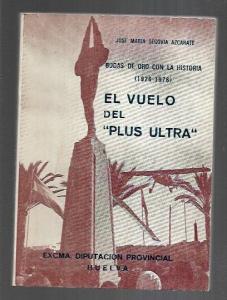 JOSE MARIA SEGOVIA AZCARATE
BODAS DE ORO CON LA HISTORIA
(1926-1976)
EL VUELO
DEL
"PLUS ULTRA"
EXCMA. DIPUTACION PROVINCIAL
HUELVA